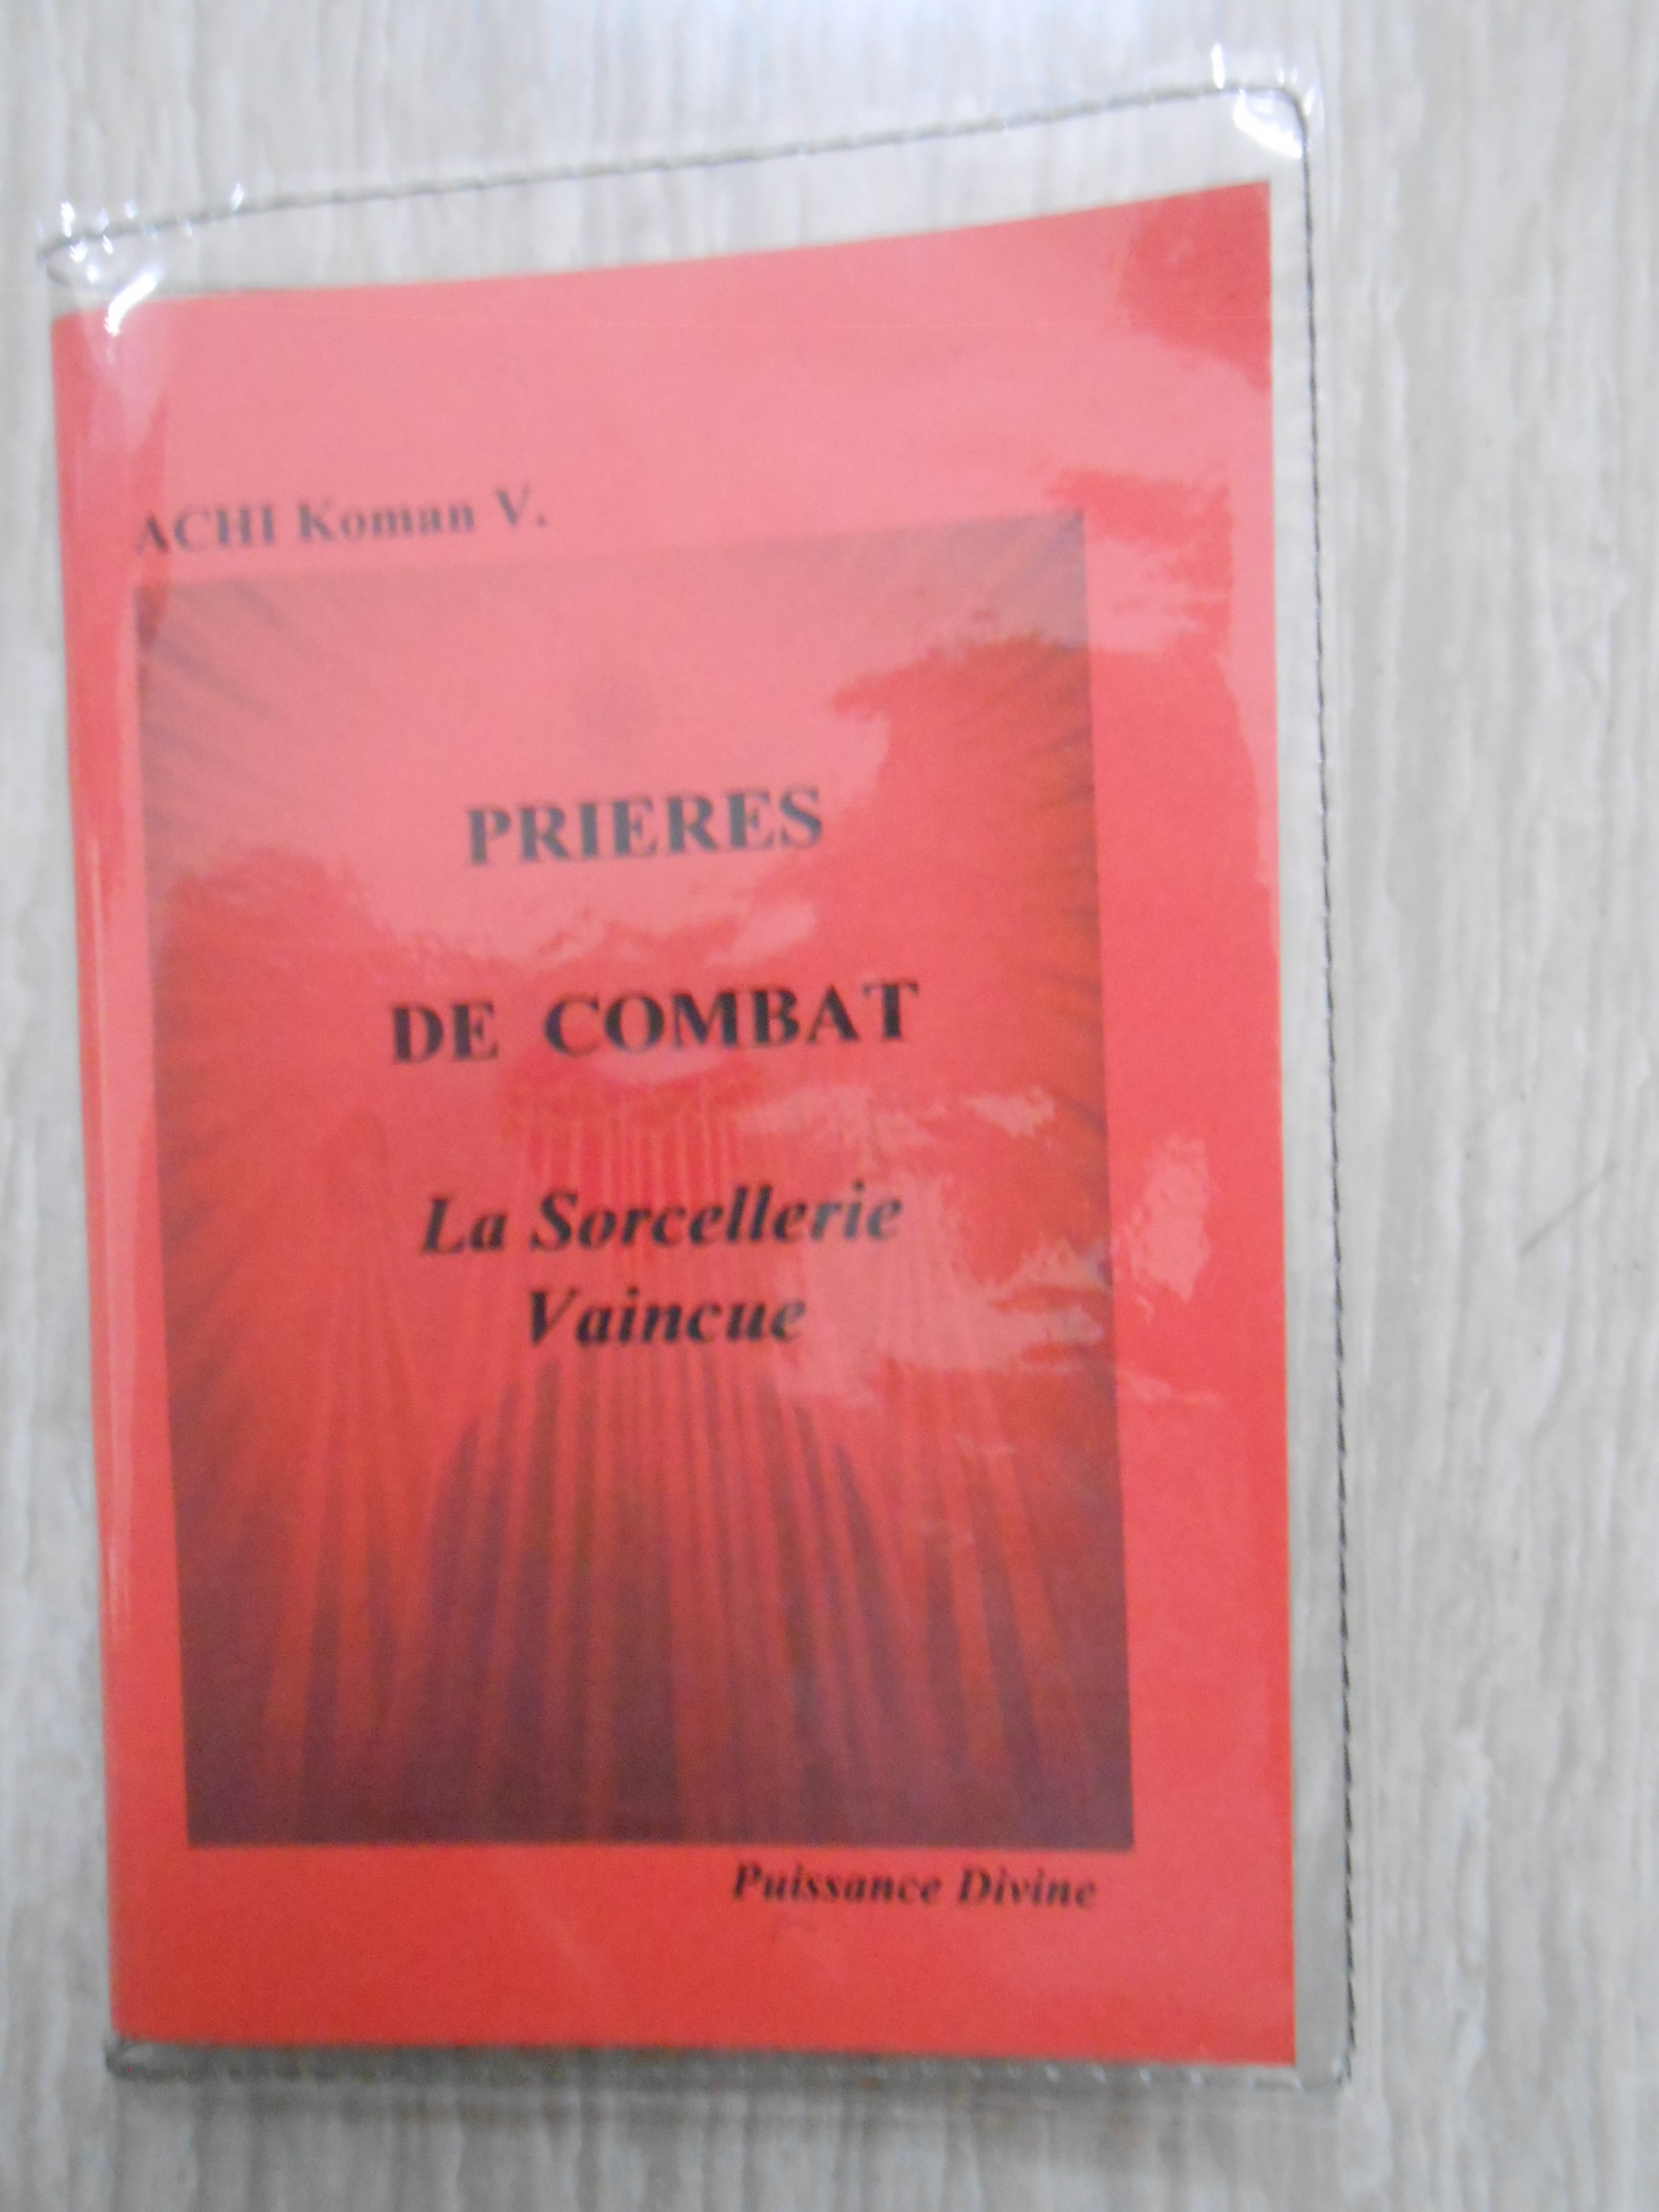 ACHI Koman V.
PRIERES
DE COMBAT
La Sorcellerie
Vaincue
Puissance Divine